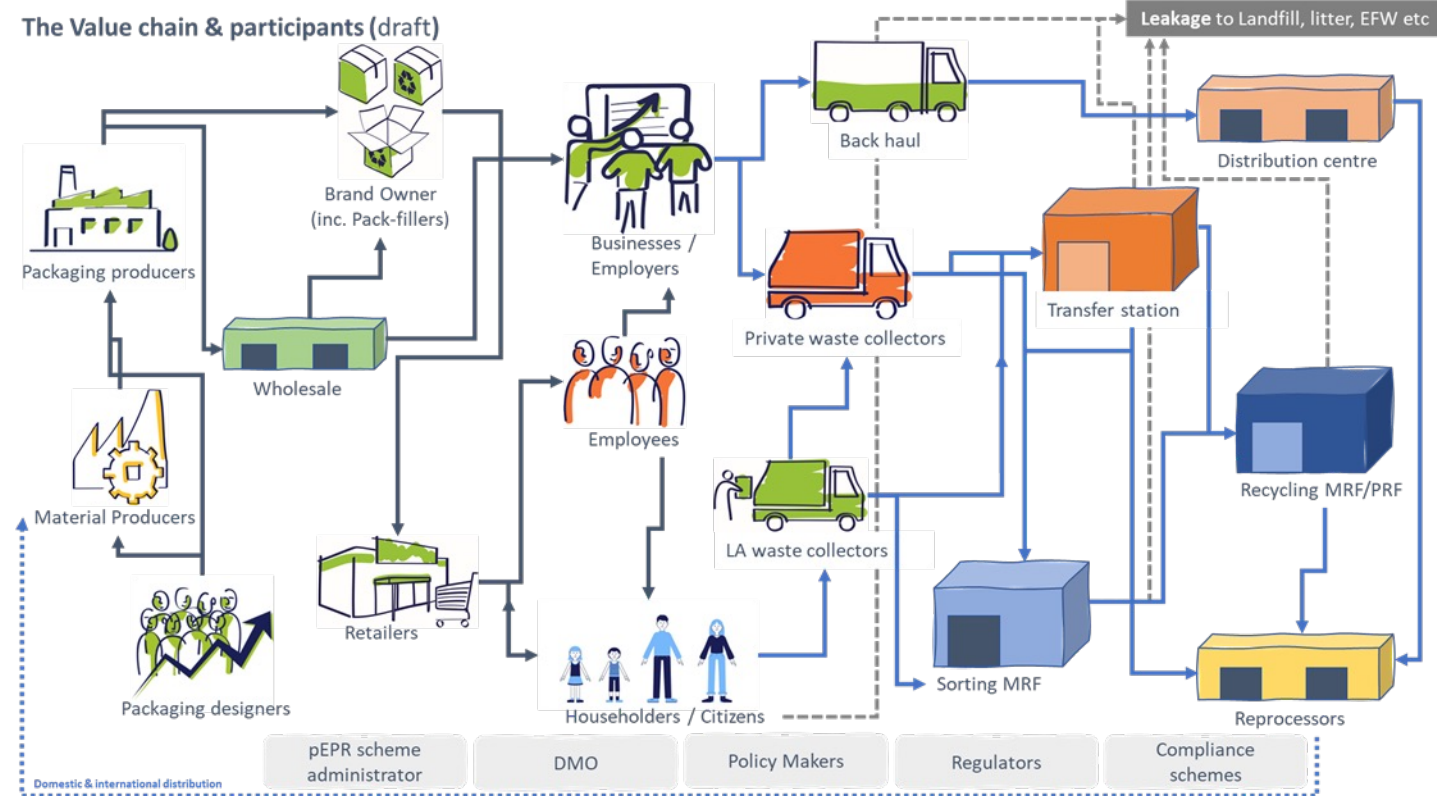 The Value chain & participants (draft)
Leakage to Landfill, litter, EFW etc
Back haul
Distribution centre
Brand Owner
(inc. Pack-fillers)
Businesses /
Employers
Packaging producers
Transfer station
Private waste collectors
Wholesale
Employees
Recycling MRF/PRF
Material Producers
LA waste collectors
Retailers
Sorting MRF
Packaging designers
Householders / Citizens
Reprocessors
pEPR scheme
administrator
DMO
Policy Makers
Regulators
Compliance
schemes
Domestic & international distribution